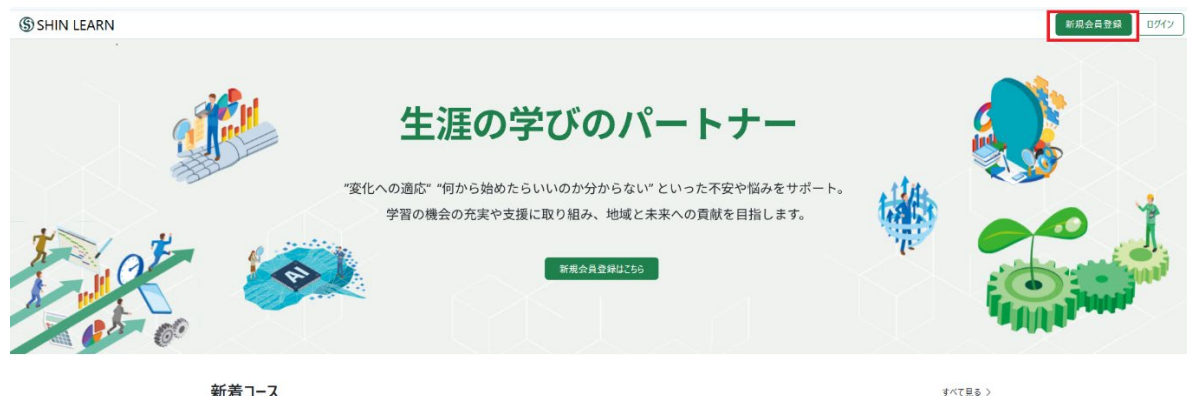 SHIN LEARN
新規会員登録 ログイン
生涯の学びのパートナー
"変化への適応" "何から始めたらいいのか分からない" といった不安や悩みをサポート。
学習の機会の充実や支援に取り組み、地域と未来への貢献を目指します。
AI
新規会員登録はこちら
新着コース すべて見る >